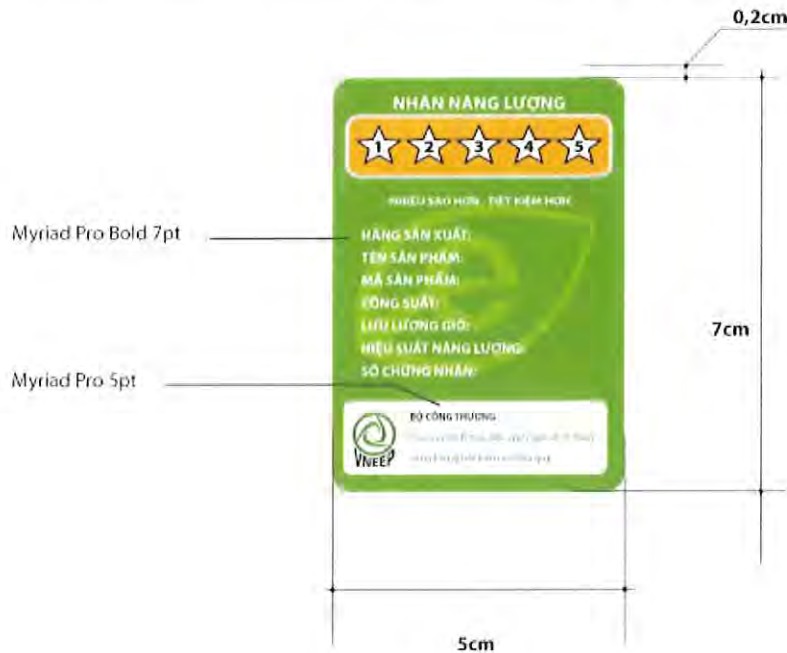 0,2cm
NHÃN NĂNG LƯỢNG
1 2 3 4 5
NHIỀU SAO HƠN - TIẾT KIỆM HƠN
Myriad Pro Bold 7pt
HÃNG SẢN XUẤT:
TÊN SẢN PHẨM:
MÃ SẢN PHẨM:
CÔNG SUẤT:
LƯU LƯỢNG GIÓ:
HIỆU SUẤT NĂNG LƯỢNG:
SỐ CHỨNG NHẬN:
7cm
Myriad Pro 5pt
BỘ CÔNG THƯƠNG
VNEEP
5cm